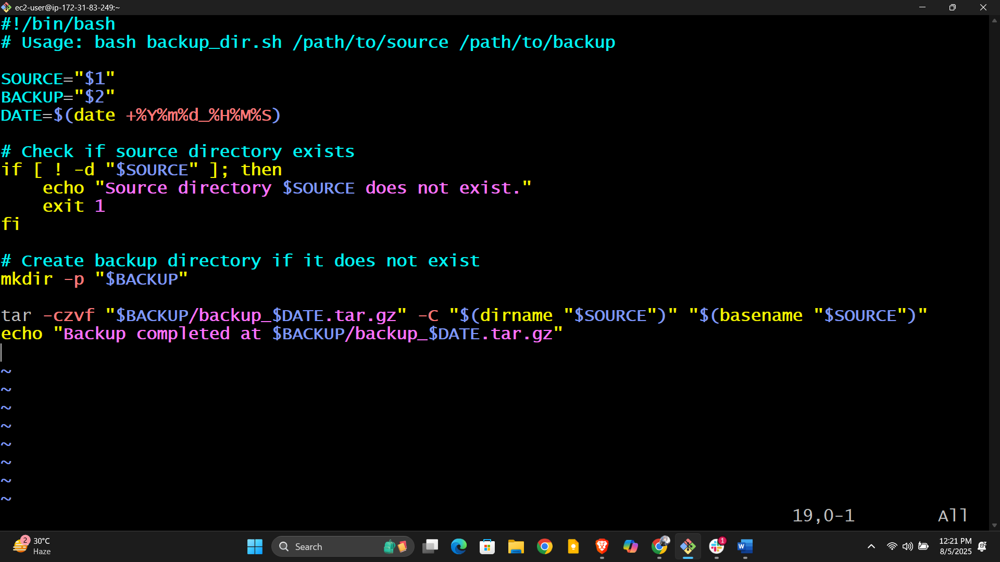 ec2-user@ip-172-31-83-249:~
#!/bin/bash
# Usage: bash backup_dir.sh /path/to/source /path/to/backup

SOURCE="$1"
BACKUP="$2"
DATE=$(date +%Y%m%d_%H%M%S)

# Check if source directory exists
if [ ! -d "$SOURCE" ]; then
    echo "Source directory $SOURCE does not exist."
    exit 1
fi

# Create backup directory if it does not exist
mkdir -p "$BACKUP"

tar -czvf "$BACKUP/backup_$DATE.tar.gz" -C "$(dirname "$SOURCE")" "$(basename "$SOURCE")"
echo "Backup completed at $BACKUP/backup_$DATE.tar.gz"

~
~
~
~
~
~
~
~
19,0-1 All
2
30°C
Haze
Search
1
W
12:21 PM
8/5/2025